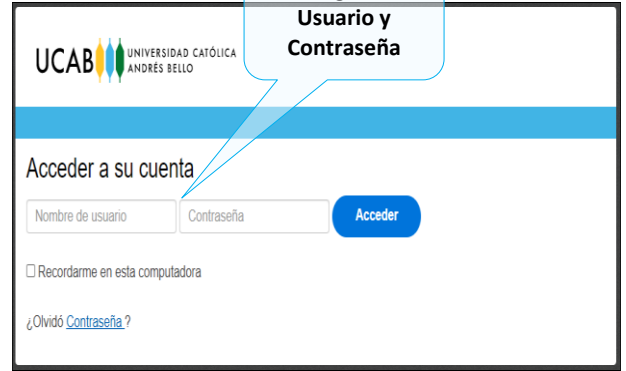 Usuario y
Contraseña
UCAB UNIVERSIDAD CATÓLICA
ANDRÉS BELLO
Acceder a su cuenta
Nombre de usuario Contraseña Acceder
Recordarme en esta computadora
¿Olvidó Contraseña ?